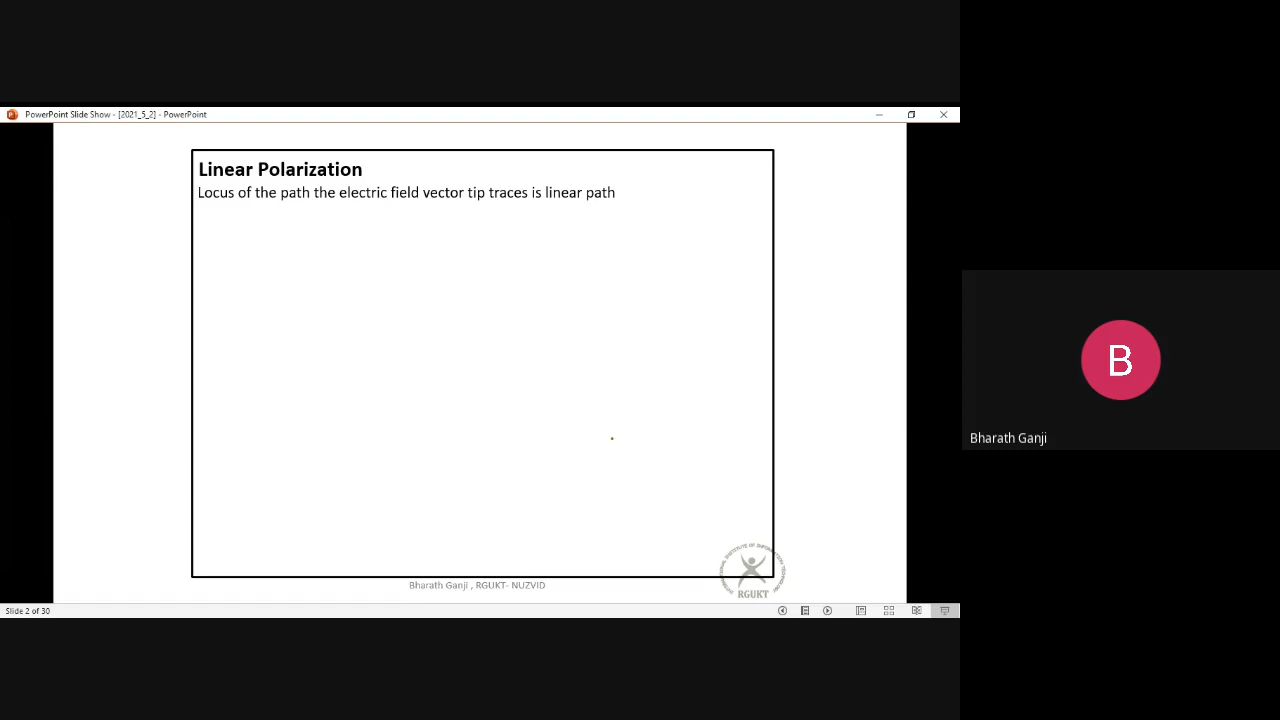 PowerPoint Slide Show - [2021_5_2] - PowerPoint
Linear Polarization
Locus of the path the electric field vector tip traces is linear path
B
Bharath Ganji
RGUKT
Bharath Ganji , RGUKT- NUZVID
Slide 2 of 30